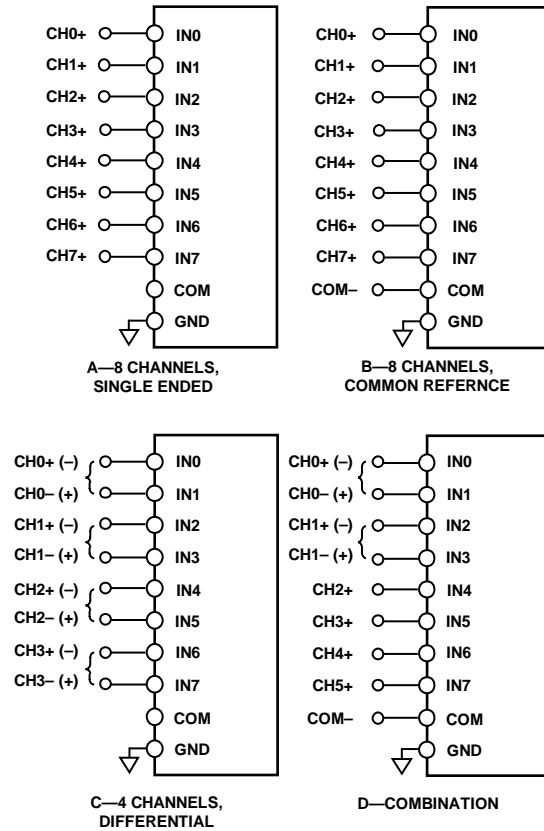 CH0+ IN0
CH1+ IN1
CH2+ IN2
CH3+ IN3
CH4+ IN4
CH5+ IN5
CH6+ IN6
CH7+ IN7
COM
GND
A—8 CHANNELS,
SINGLE ENDED
CH0+ IN0
CH1+ IN1
CH2+ IN2
CH3+ IN3
CH4+ IN4
CH5+ IN5
CH6+ IN6
CH7+ IN7
COM– COM
GND
B—8 CHANNELS,
COMMON REFERNCE
CH0+ (–) IN0
CH0– (+) IN1
CH1+ (–) IN2
CH1– (+) IN3
CH2+ (–) IN4
CH2– (+) IN5
CH3+ (–) IN6
CH3– (+) IN7
COM
GND
C—4 CHANNELS,
DIFFERENTIAL
CH0+ (–) IN0
CH0– (+) IN1
CH1+ (–) IN2
CH1– (+) IN3
CH2+ IN4
CH3+ IN5
CH4+ IN6
CH5+ IN7
COM– COM
GND
D—COMBINATION